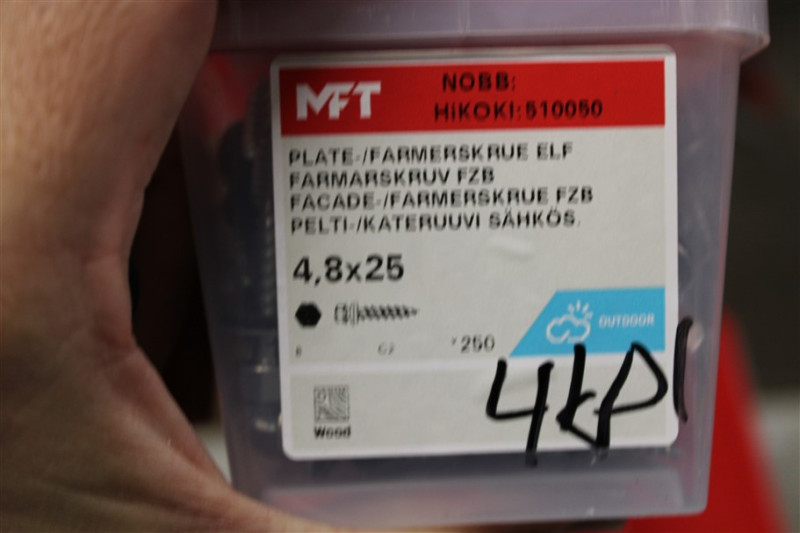 MFT
NOBB:
HiKOKI:510050
PLATE-/FARMERSKRUE ELF
FARMARSKRUV FZB
FACADE-/FARMERSKRUE FZB
PELTI-/KATERUUVI SÄHKÖS.
4,8x25
250
OUTDOOR
Wood